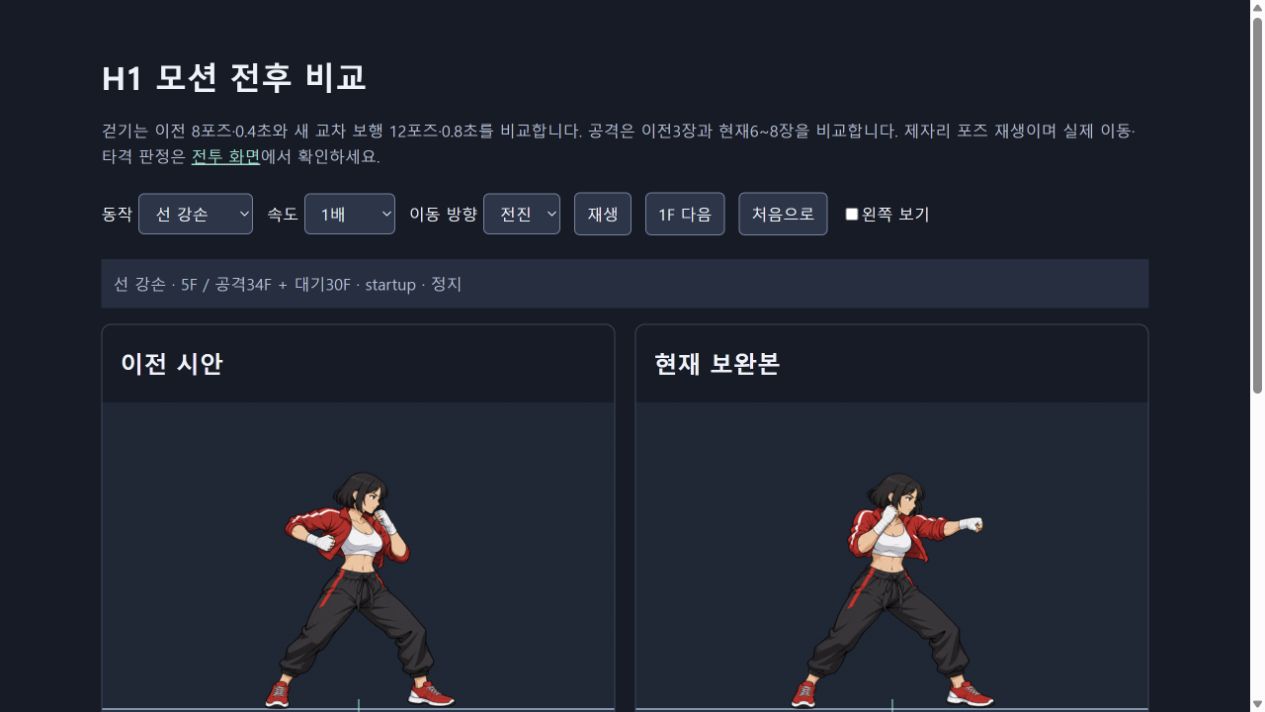 H1 모션 전후 비교
걷기는 이전 8포즈·0.4초와 새 교차 보행 12포즈·0.8초를 비교합니다. 공격은 이전3장과 현재6~8장을 비교합니다. 제자리 포즈 재생이며 실제 이동·
타격 판정은 전투 화면에서 확인하세요.
동작 선 강손 속도 1배 이동 방향 전진 재생 1F 다음 처음으로 왼쪽 보기
선 강손 · 5F / 공격34F + 대기30F · startup · 정지
이전 시안
현재 보완본